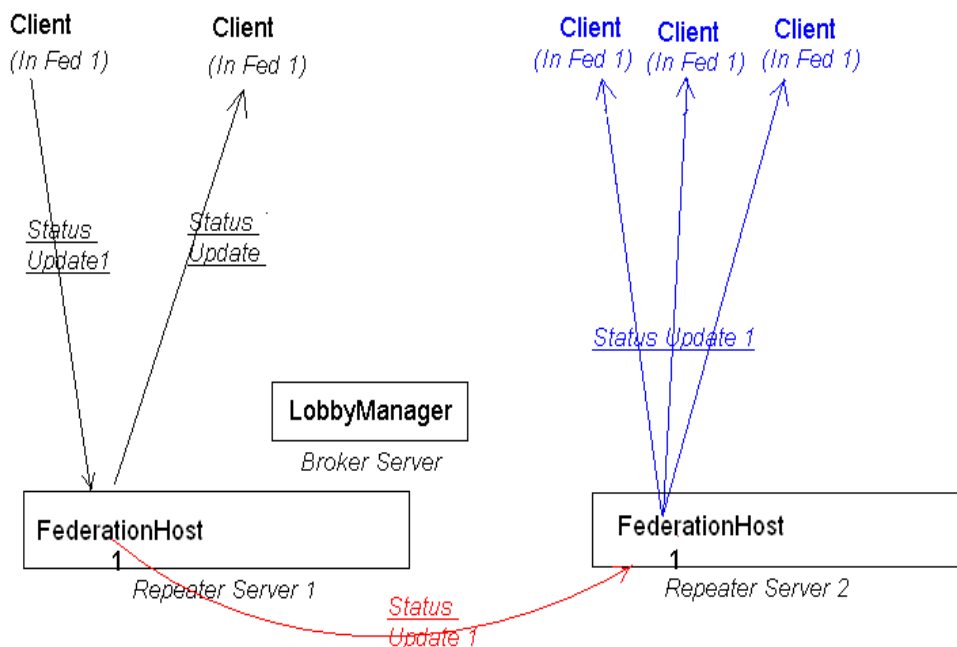 Client
(In Fed 1)
Client
(In Fed 1)
Client
(In Fed 1)
Client
(In Fed 1)
Client
(In Fed 1)
Status
Update1
Status
Update
Status Update 1
LobbyManager
Broker Server
FederationHost
1
Repeater Server 1
FederationHost
1
Repeater Server 2
Status
Update 1